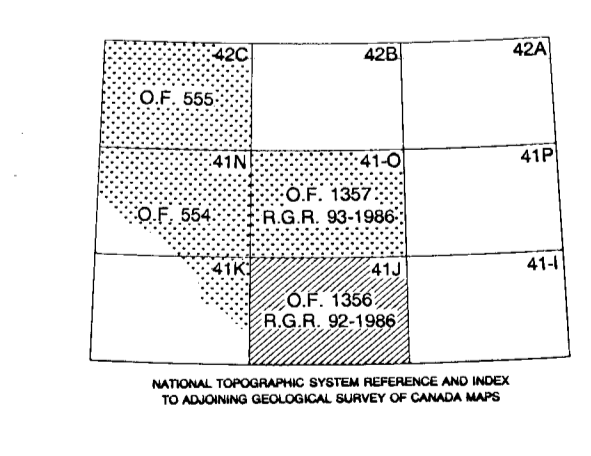 42C 42B 42A
O.F. 555
41N 41-O 41P
O.F. 1357
O.F. 554 R.G.R. 93-1986
41K 41J 41-I
O.F. 1356
R.G.R. 92-1986
NATIONAL TOPOGRAPHIC SYSTEM REFERENCE AND INDEX
TO ADJOINING GEOLOGICAL SURVEY OF CANADA MAPS